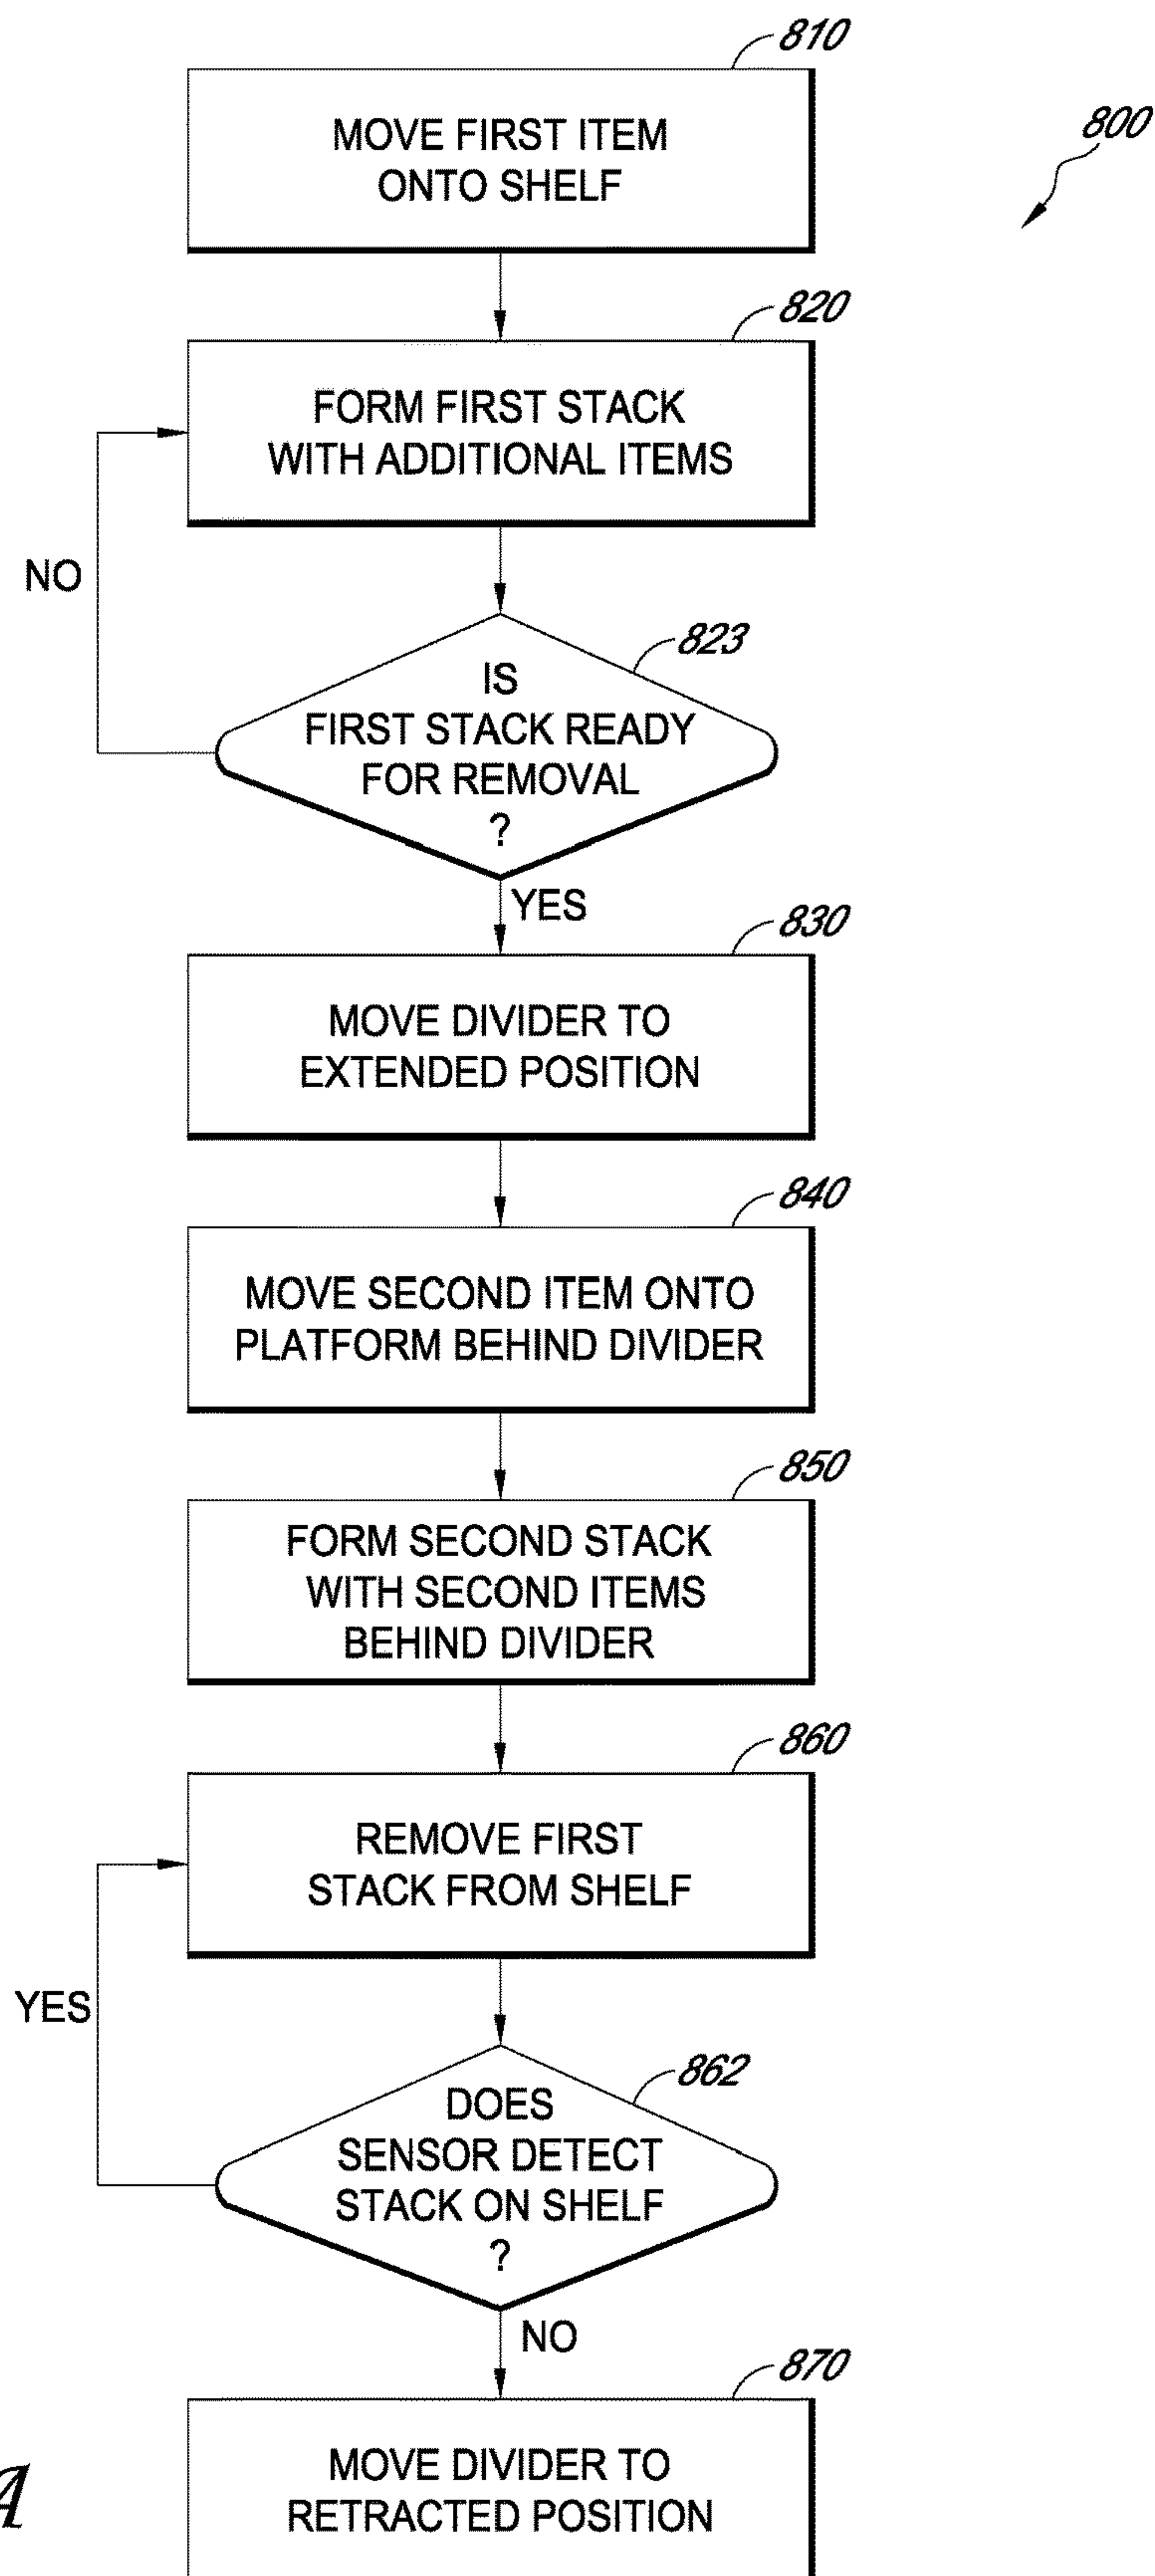 810
800
MOVE FIRST ITEM
ONTO SHELF
820
FORM FIRST STACK
WITH ADDITIONAL ITEMS
NO
823
IS
FIRST STACK READY
FOR REMOVAL
?
YES
830
MOVE DIVIDER TO
EXTENDED POSITION
840
MOVE SECOND ITEM ONTO
PLATFORM BEHIND DIVIDER
850
FORM SECOND STACK
WITH SECOND ITEMS
BEHIND DIVIDER
860
REMOVE FIRST
STACK FROM SHELF
YES
862
DOES
SENSOR DETECT
STACK ON SHELF
?
NO
870
MOVE DIVIDER TO
RETRACTED POSITION
A